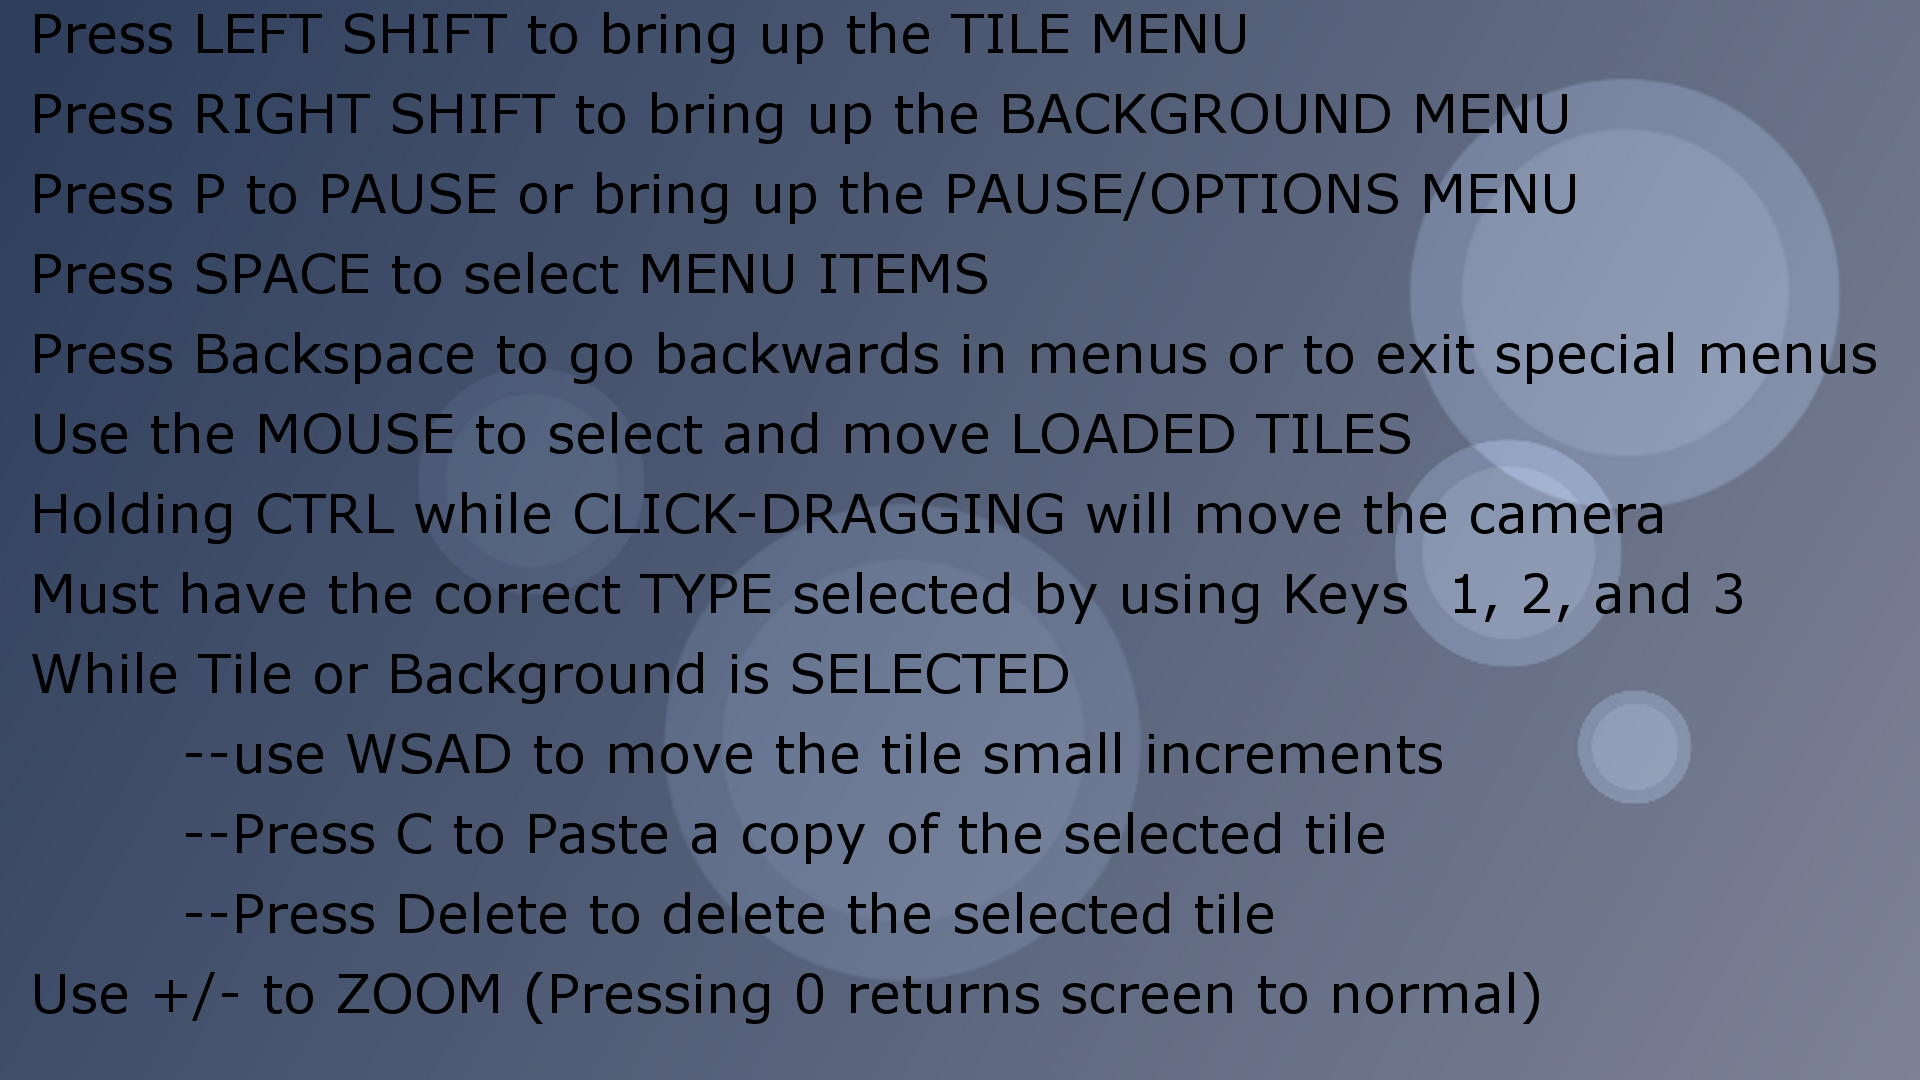 Press LEFT SHIFT to bring up the TILE MENU
Press RIGHT SHIFT to bring up the BACKGROUND MENU
Press P to PAUSE or bring up the PAUSE/OPTIONS MENU
Press SPACE to select MENU ITEMS
Press Backspace to go backwards in menus or to exit special menus
Use the MOUSE to select and move LOADED TILES
Holding CTRL while CLICK-DRAGGING will move the camera
Must have the correct TYPE selected by using Keys  1, 2, and 3
While Tile or Background is SELECTED
--use WSAD to move the tile small increments
--Press C to Paste a copy of the selected tile
--Press Delete to delete the selected tile
Use +/- to ZOOM (Pressing 0 returns screen to normal)